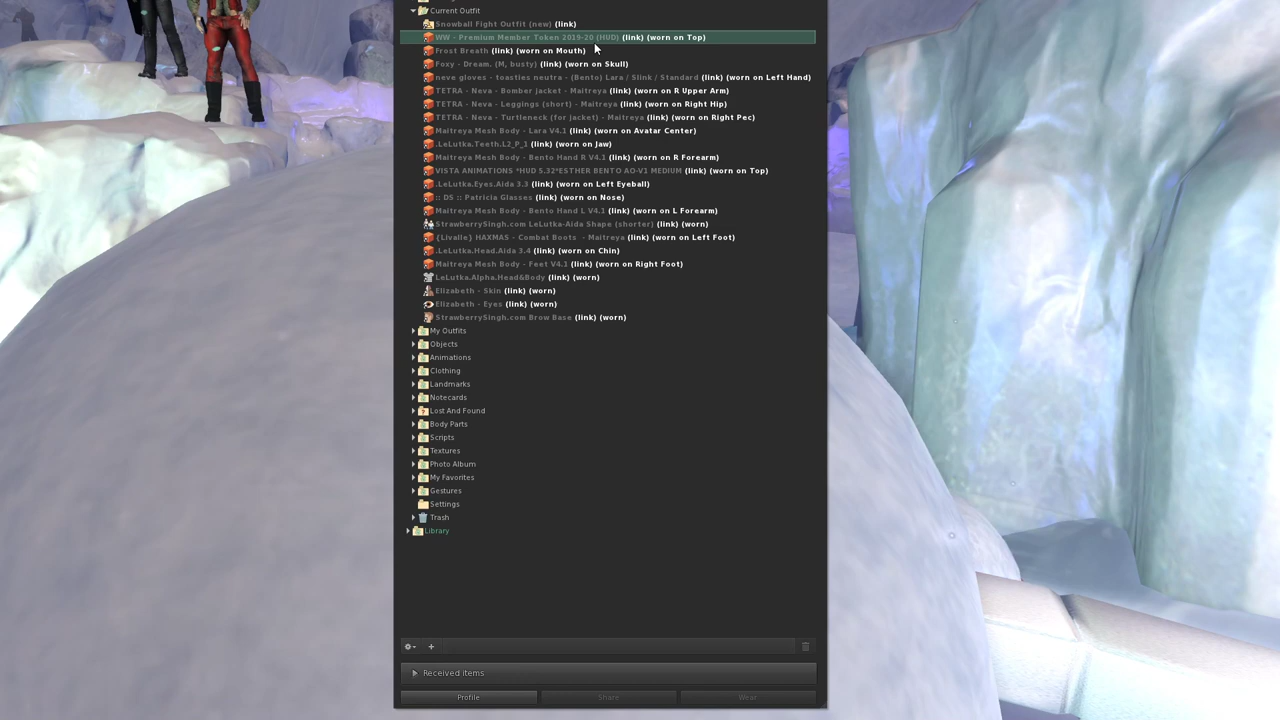 Current Outfit
Snowball Fight Outfit (new) (link)
WW - Premium Member Token 2019-20 (HUD) (link) (worn on Top)
Frost Breath (link) (worn on Mouth)
Foxy - Dream. (M, busty) (link) (worn on Skull)
neve gloves - toasties neutra - (Bento) Lara / Slink / Standard (link) (worn on Left Hand)
TETRA - Neva - Bomber jacket - Maitreya (link) (worn on R Upper Arm)
TETRA - Neva - Leggings (short) - Maitreya (link) (worn on Right Hip)
TETRA - Neva - Turtleneck (for jacket) - Maitreya (link) (worn on Right Pec)
Maitreya Mesh Body - Lara V4.1 (link) (worn on Avatar Center)
.LeLutka.Teeth.L2_P_1 (link) (worn on Jaw)
Maitreya Mesh Body - Bento Hand R V4.1 (link) (worn on R Forearm)
VISTA ANIMATIONS *HUD 5.32*ESTHER BENTO AO-V1 MEDIUM (link) (worn on Top)
.LeLutka.Eyes.Aida 3.3 (link) (worn on Left Eyeball)
:: DS :: Patricia Glasses (link) (worn on Nose)
Maitreya Mesh Body - Bento Hand L V4.1 (link) (worn on L Forearm)
StrawberrySingh.com LeLutka-Aida Shape (shorter) (link) (worn)
{Livalle} HAXMAS - Combat Boots - Maitreya (link) (worn on Left Foot)
.LeLutka.Head.Aida 3.4 (link) (worn on Chin)
Maitreya Mesh Body - Feet V4.1 (link) (worn on Right Foot)
LeLutka.Alpha.Head&Body (link) (worn)
Elizabeth - Skin (link) (worn)
Elizabeth - Eyes (link) (worn)
StrawberrySingh.com Brow Base (link) (worn)
My Outfits
Objects
Animations
Clothing
Landmarks
Notecards
Lost And Found
Body Parts
Scripts
Textures
Photo Album
My Favorites
Gestures
Settings
Trash
Library
Received items
Profile
Share
Wear